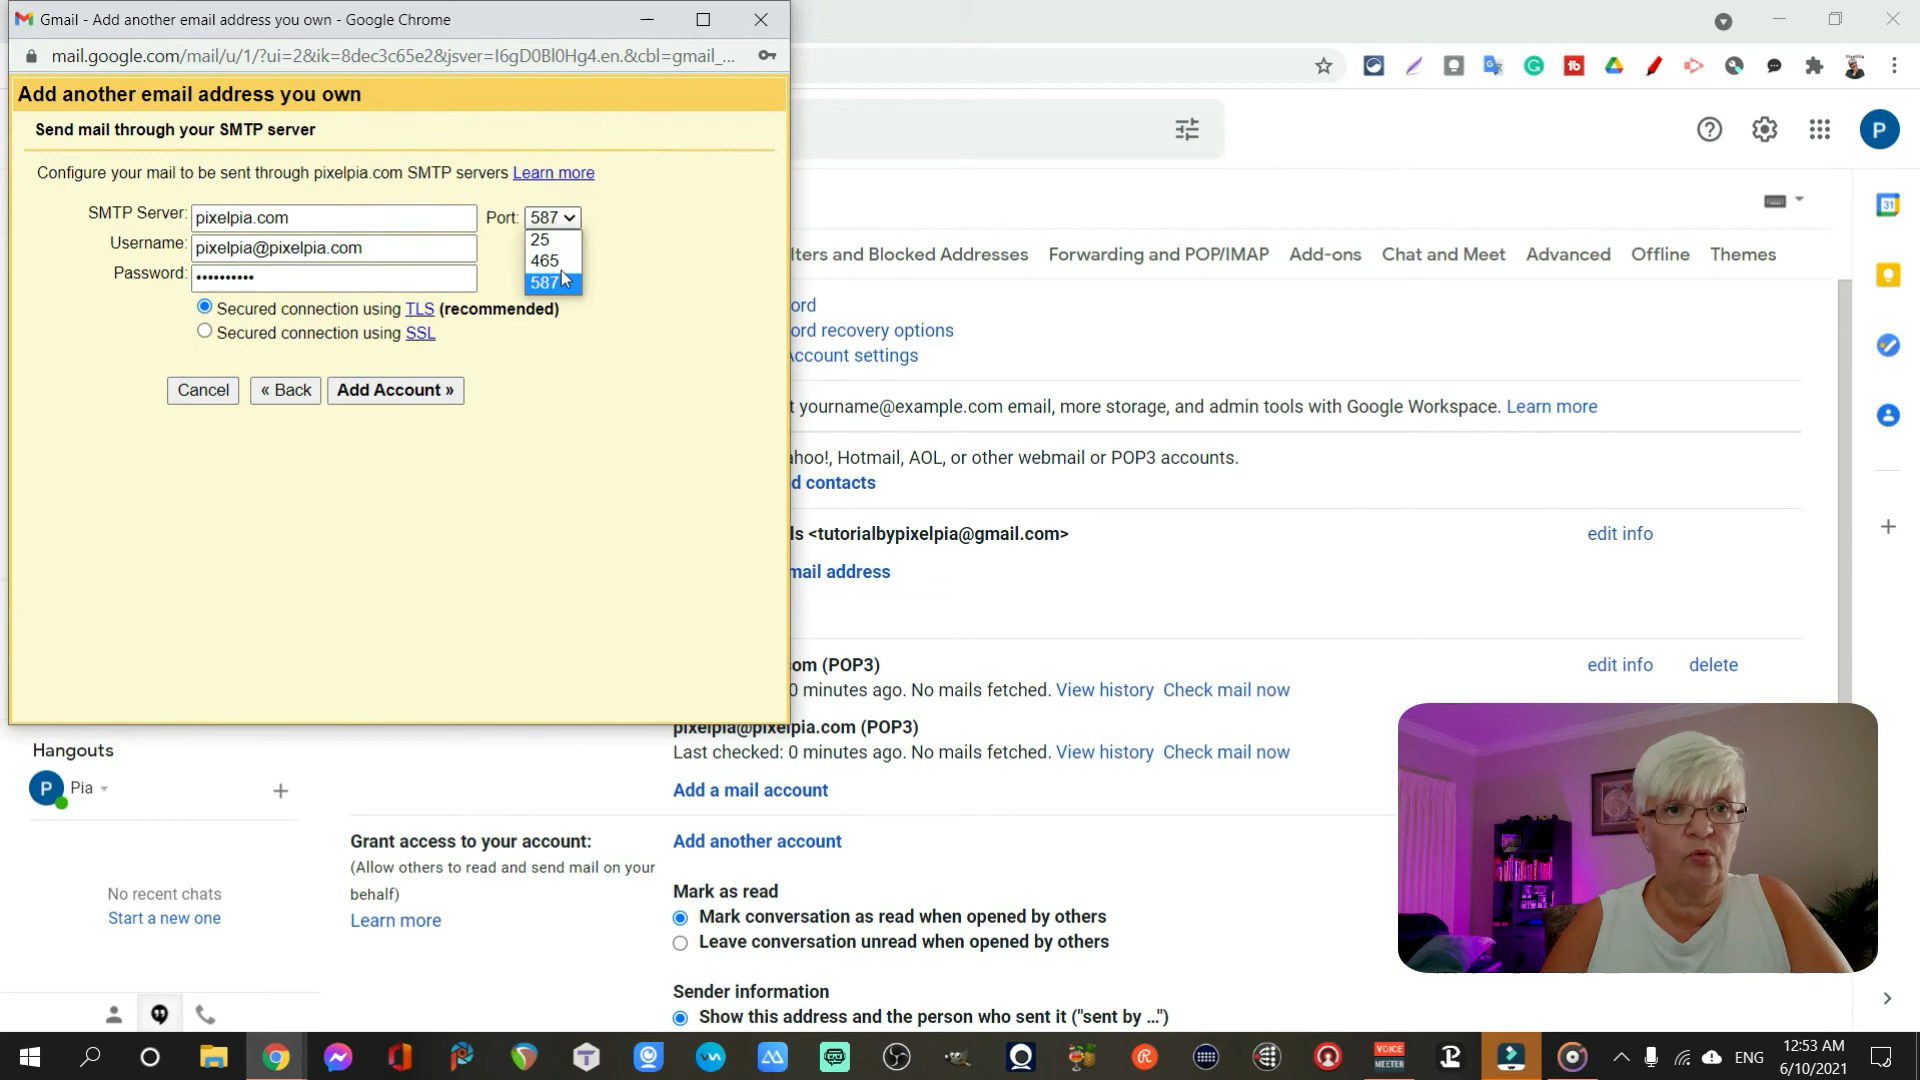 Gmail - Add another email address you own - Google Chrome
mail.google.com/mail/u/1/?ui=2&ik=8dec3c65e2&jsver=I6gD0Bl0Hg4.en.&cbl=gmail_...
Add another email address you own
Send mail through your SMTP server
Configure your mail to be sent through pixelpia.com SMTP servers Learn more
SMTP Server: pixelpia.com Port: 587
25
Username: pixelpia@pixelpia.com
465
Password: ••••••••••
587
Secured connection using TLS (recommended)
Secured connection using SSL
Cancel « Back Add Account »
P
31
lters and Blocked Addresses Forwarding and POP/IMAP Add-ons Chat and Meet Advanced Offline Themes
ord
ord recovery options
Account settings
t yourname@example.com email, more storage, and admin tools with Google Workspace. Learn more
ahoo!, Hotmail, AOL, or other webmail or POP3 accounts.
d contacts
ls <tutorialbypixelpia@gmail.com> edit info
mail address
om (POP3) edit info delete
0 minutes ago. No mails fetched. View history Check mail now
pixelpia@pixelpia.com (POP3)
Last checked: 0 minutes ago. No mails fetched. View history Check mail now
Add a mail account
Hangouts
P Pia
No recent chats
Start a new one
Grant access to your account:
(Allow others to read and send mail on your
behalf)
Learn more
Add another account
Mark as read
Mark conversation as read when opened by others
Leave conversation unread when opened by others
Sender information
Show this address and the person who sent it ("sent by ...")
VOICE
MEETER
ENG
12:53 AM
6/10/2021